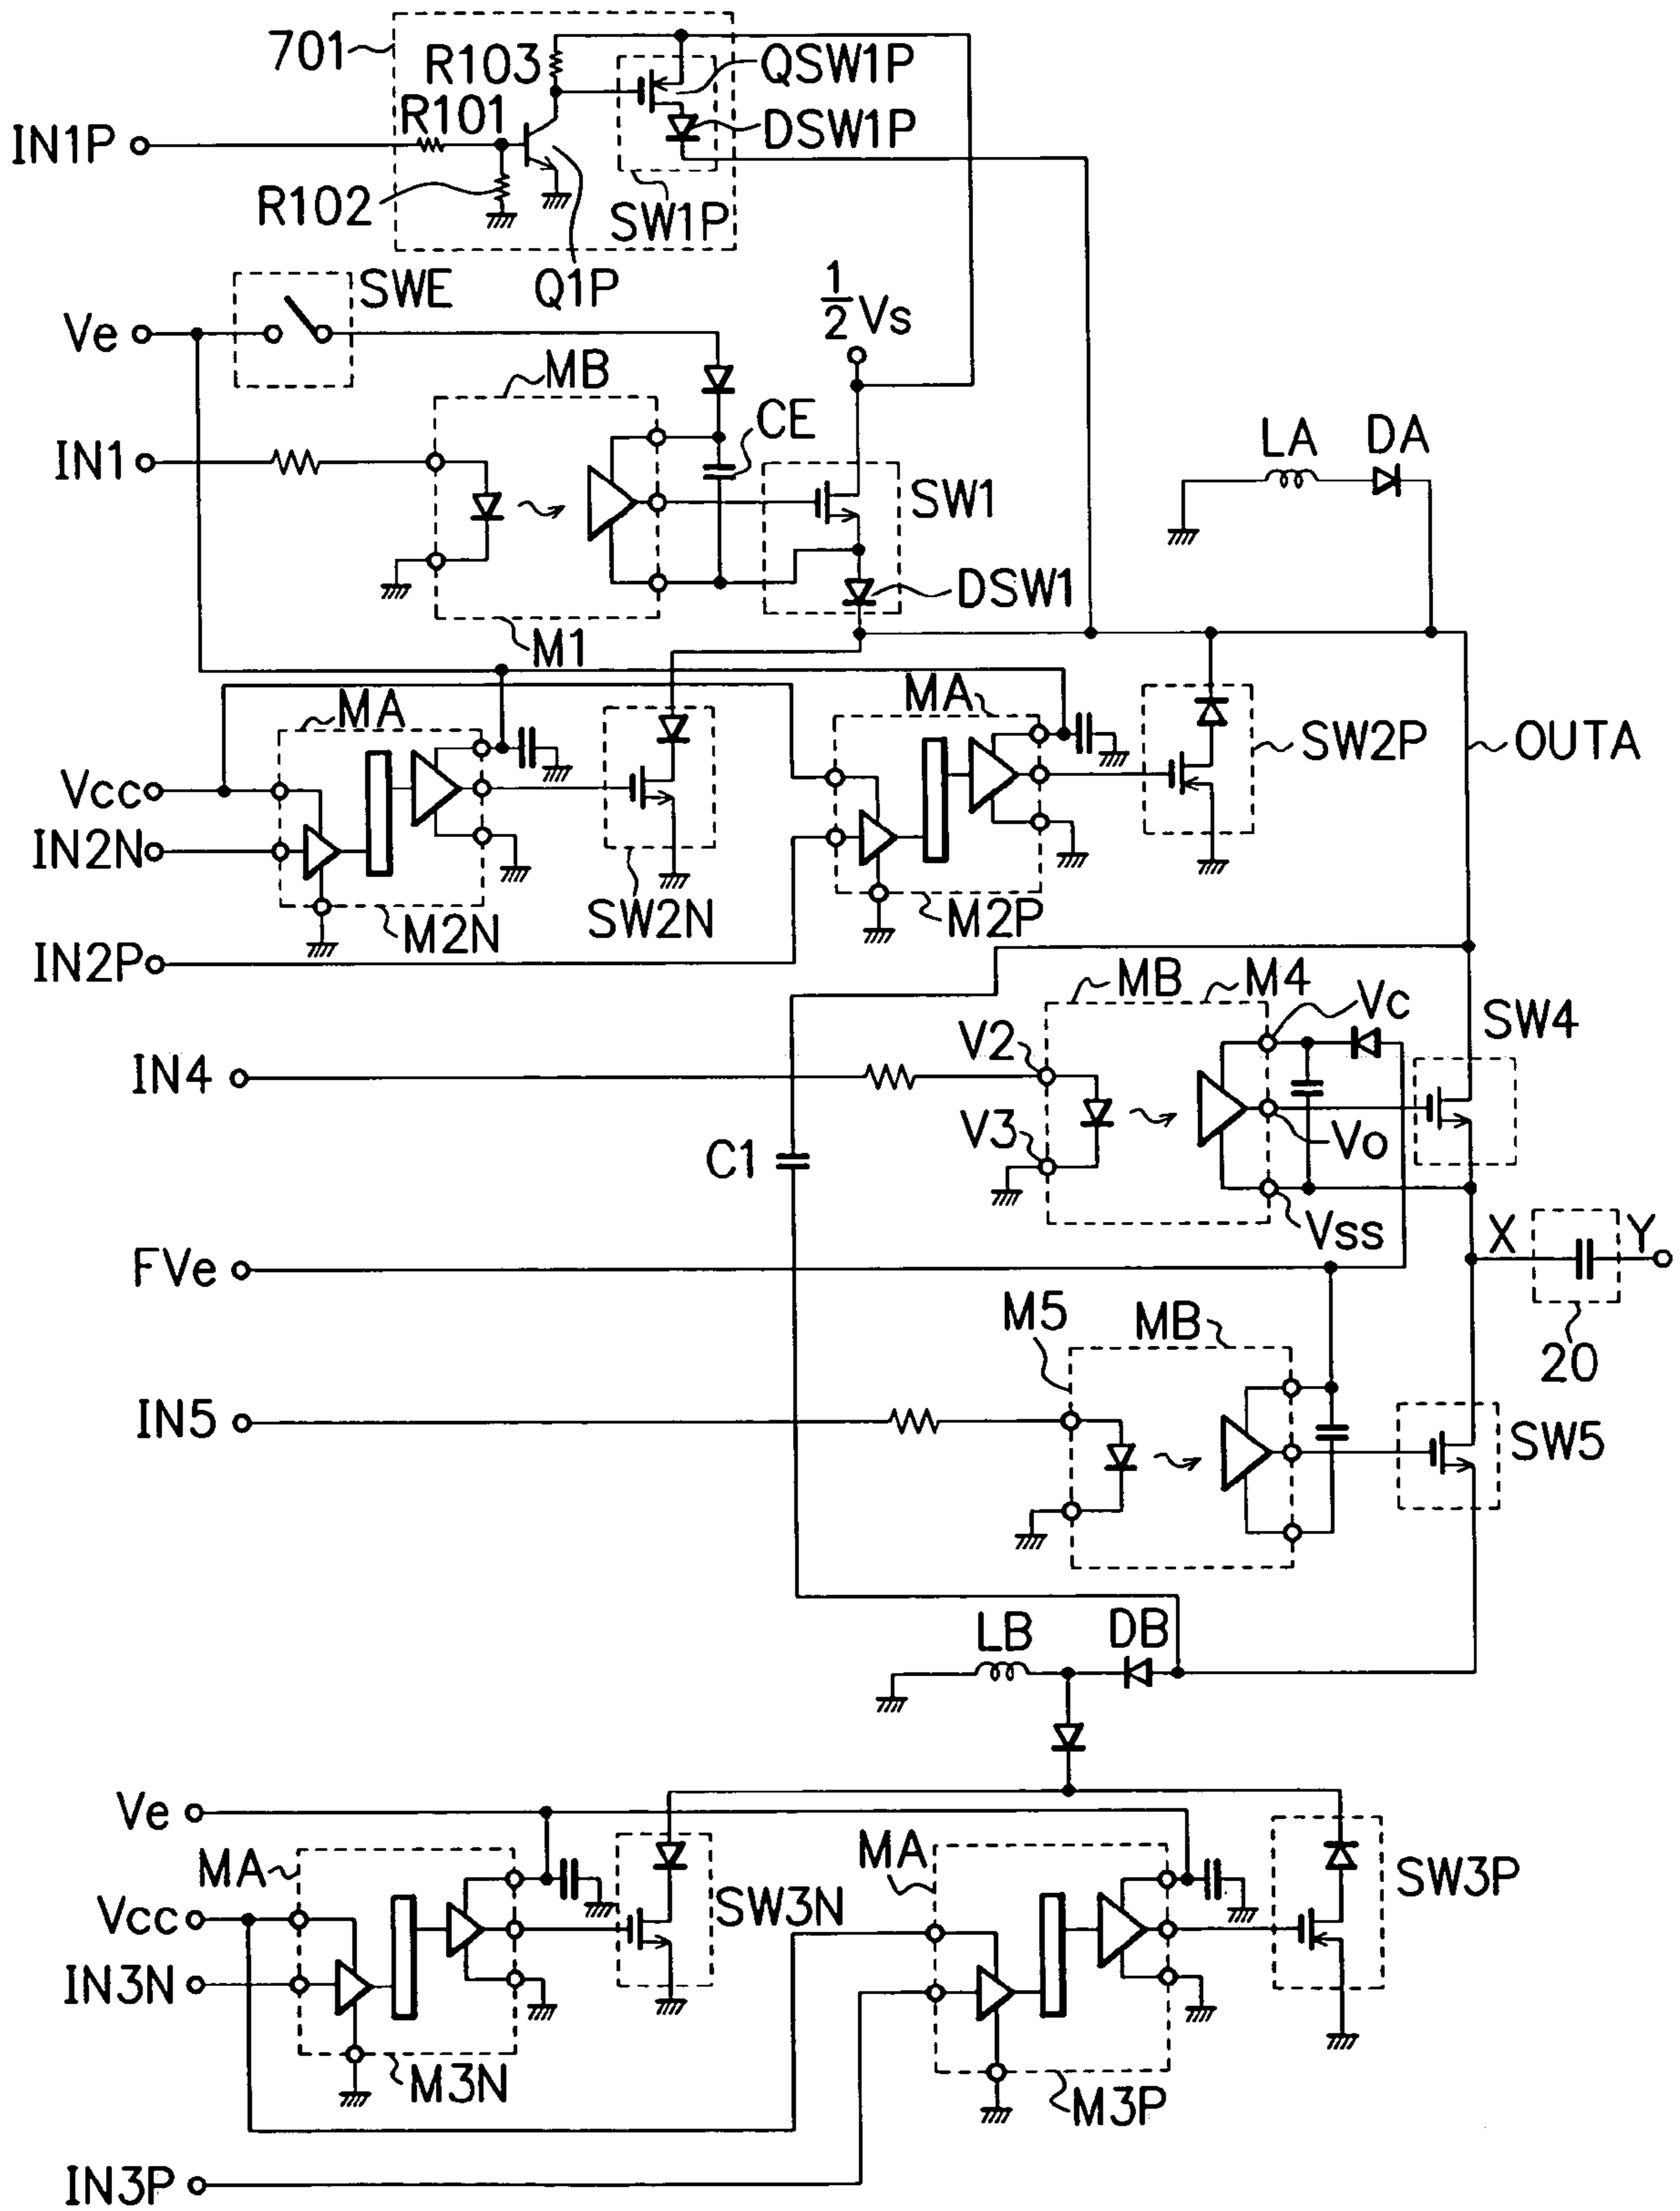 701
R103
QSW1P
R101
DSW1P
IN1P
R102
SW1P
Q1P
SWE
1/2 Vs
Ve
MB
CE
LA
DA
IN1
SW1
DSW1
M1
MA
MA
SW2P
OUTA
Vcc
IN2N
SW2N
M2N
M2P
IN2P
MB
M4
Vc
V2
SW4
IN4
V3
C1
Vo
Vss
X
Y
FVe
M5
MB
20
IN5
SW5
LB
DB
Ve
MA
MA
SW3P
Vcc
SW3N
IN3N
M3N
M3P
IN3P